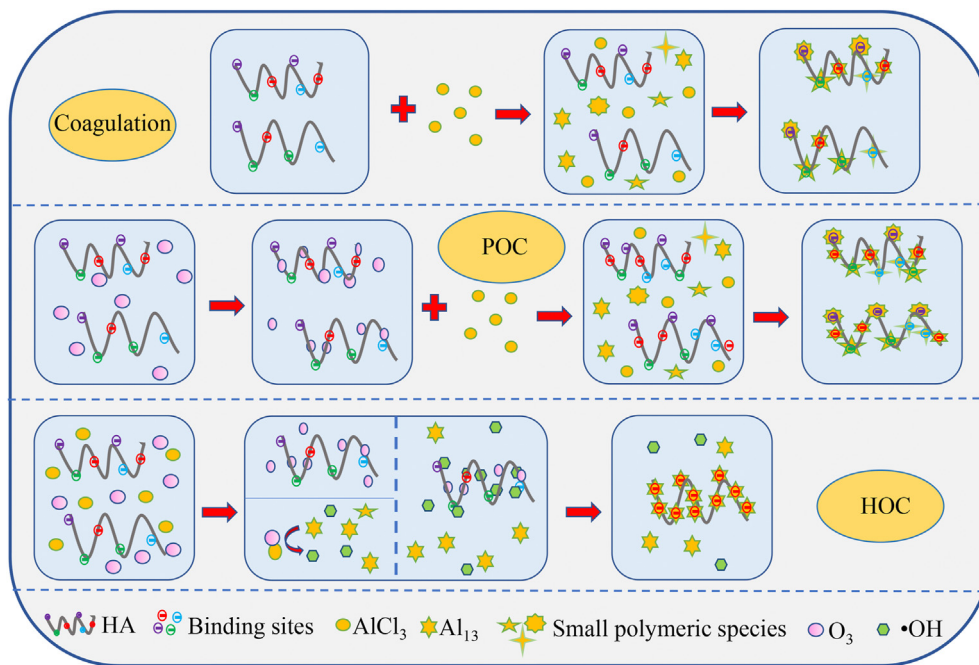 Coagulation
POC
HOC
HA Binding sites AlCl₃ Al₁₃ Small polymeric species O₃ •OH